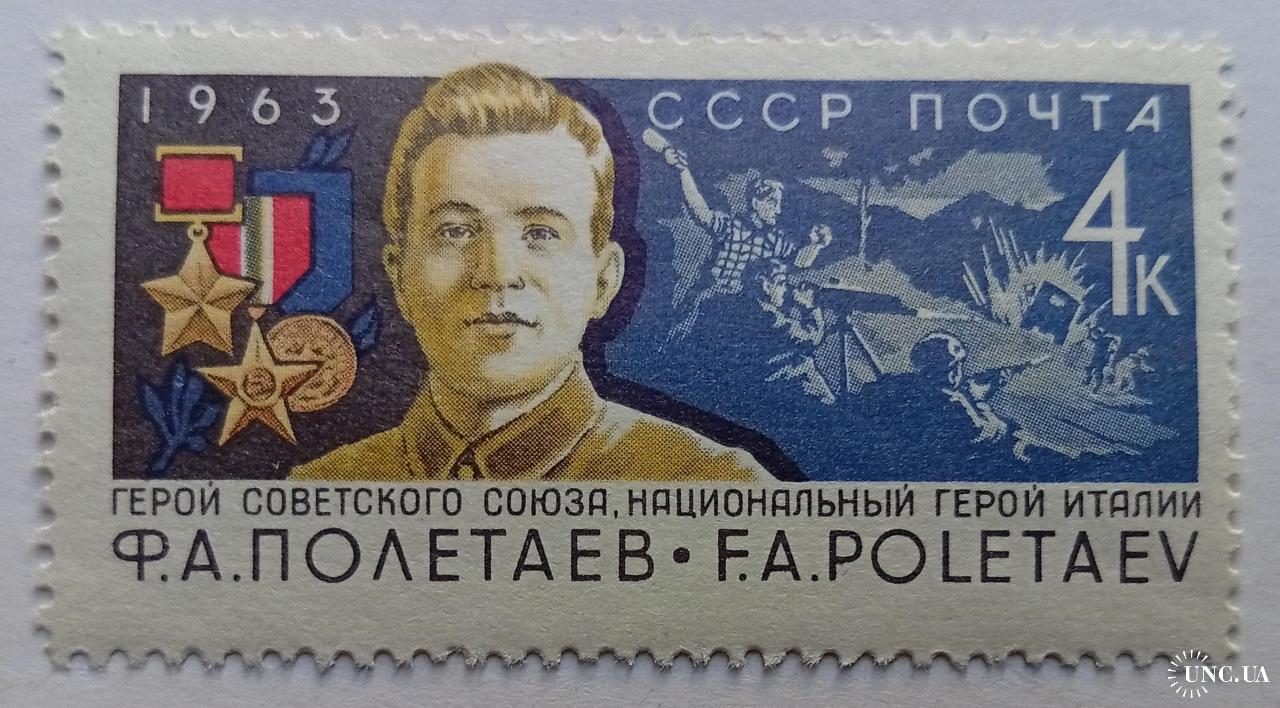 1963
СССР ПОЧТА
4К
ГЕРОЙ СОВЕТСКОГО СОЮЗА, НАЦИОНАЛЬНЫЙ ГЕРОЙ ИТАЛИИ
Ф.А.ПОЛЕТАЕВ • F.A.POLETAEV
UNC.UA